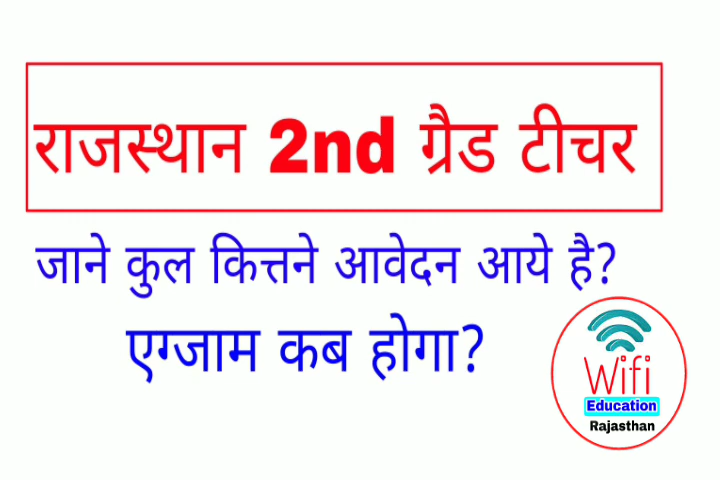 राजस्थान 2nd ग्रैड टीचर
जाने कुल कित्तने आवेदन आये है?
एग्जाम कब होगा?
Wifi
Education
Rajasthan